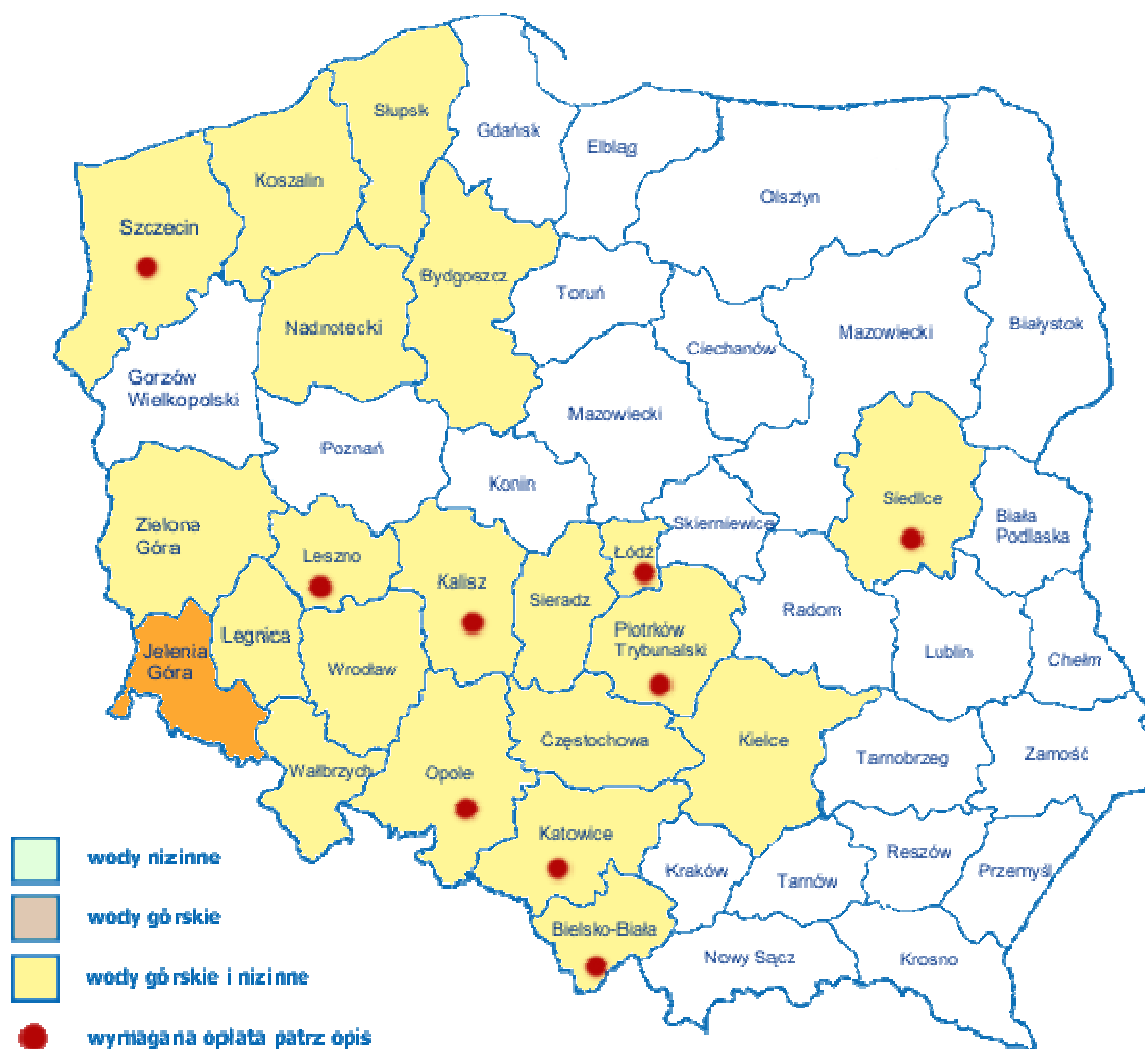 Słupsk
Gdańsk
Elbląg
Koszalin
Olsztyn
Szczecin
Bydgoszcz
Toruń
Nadnotecki
Ciechanów
Mazowiecki
Białystok
Gorzów
Wielkopolski
Mazowiecki
Poznań
Konin
Siedlce
Skierniewice
Biała
Podlaska
Zielona
Góra
Leszno
Łódź
Kalisz
Sieradz
Radom
Legnica
Piotrków
Trybunalski
Lublin
Chełm
Jelenia
Góra
Wrocław
Częstochowa
Kielce
Tarnobrzeg
Zamość
Wałbrzych
Opole
Katowice
Kraków
Tarnów
Reszów
Przemyśl
Bielsko-Biała
Nowy Sącz
Krosno
wody nizinne
wody górskie
wody górskie i nizinne
wymagana opłata patrz opis